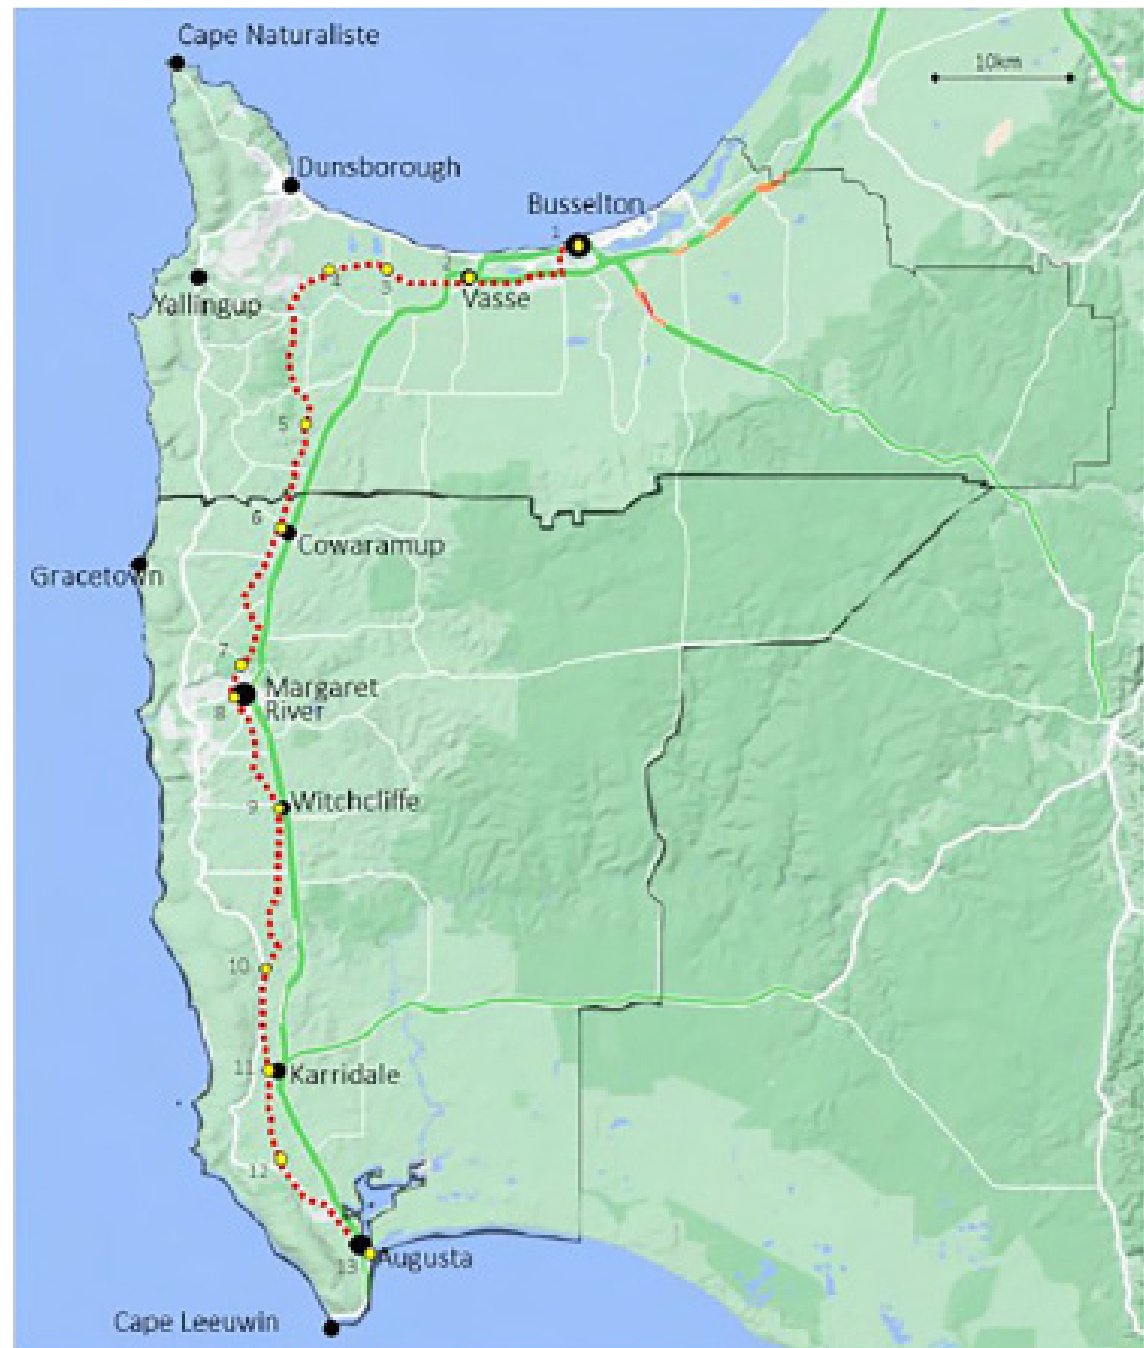 Cape Naturaliste
10km
Dunsborough
Busselton
1
2
Vasse
3
4
Yallingup
5
6
Cowaramup
Gracetown
7
Margaret
River
8
9
Witchcliffe
10
11
Karridale
12
13
Augusta
Cape Leeuwin